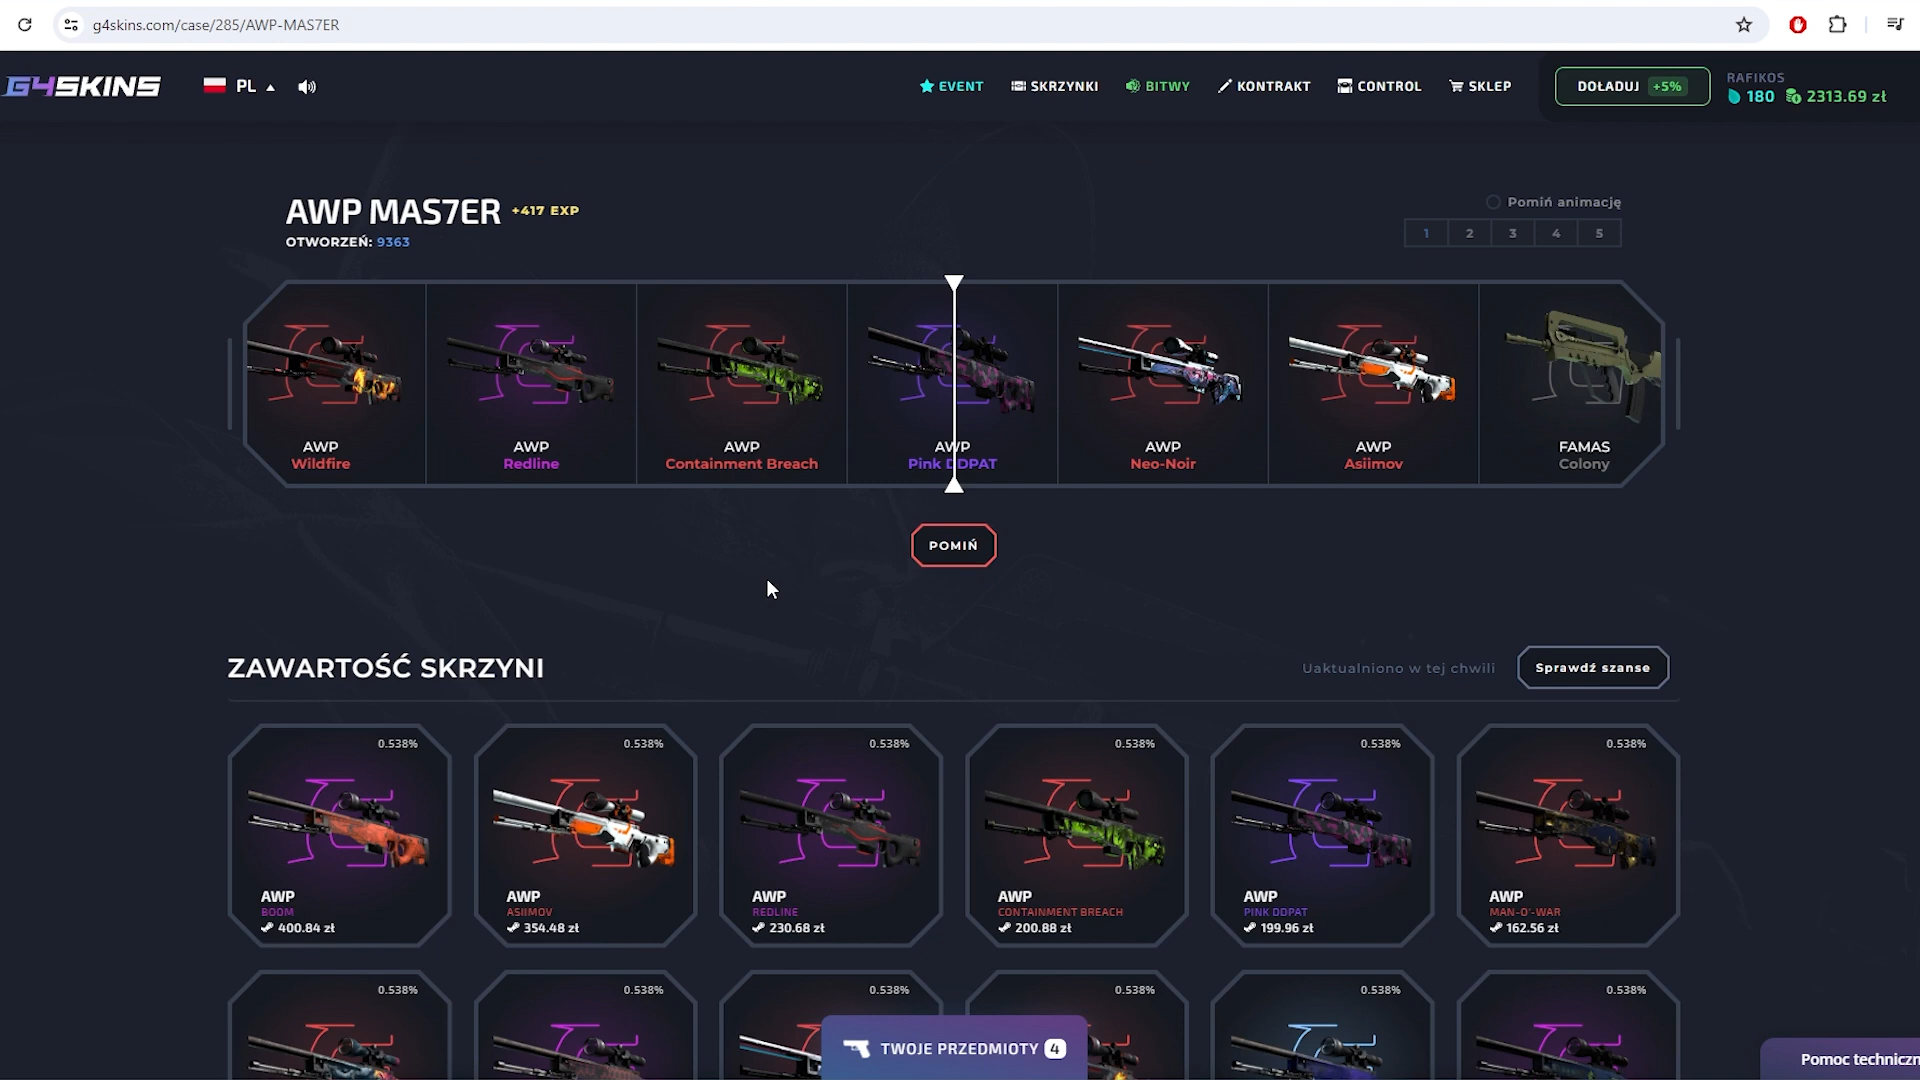 g4skins.com/case/285/AWP-MAS7ER
G4SKINS
PL
EVENT
SKRZYNKI
BITWY
KONTRAKT
CONTROL
SKLEP
DOŁADUJ +5%
RAFIKOS
180 2313.69 zł
AWP MAS7ER +417 EXP
OTWORZEŃ: 9363
Pomiń animację
1 2 3 4 5
AWP
Wildfire
AWP
Redline
AWP
Containment Breach
AWP
Pink DDPAT
AWP
Neo-Noir
AWP
Asiimov
FAMAS
Colony
POMIŃ
ZAWARTOŚĆ SKRZYNI
Uaktualniono w tej chwili
Sprawdź szanse
0.538%
AWP
BOOM
400.84 zł
0.538%
AWP
ASIIMOV
354.48 zł
0.538%
AWP
REDLINE
230.68 zł
0.538%
AWP
CONTAINMENT BREACH
200.88 zł
0.538%
AWP
PINK DDPAT
199.96 zł
0.538%
AWP
MAN-O'-WAR
162.56 zł
0.538%
0.538%
0.538%
0.538%
0.538%
0.538%
TWOJE PRZEDMIOTY 4
Pomoc techniczn